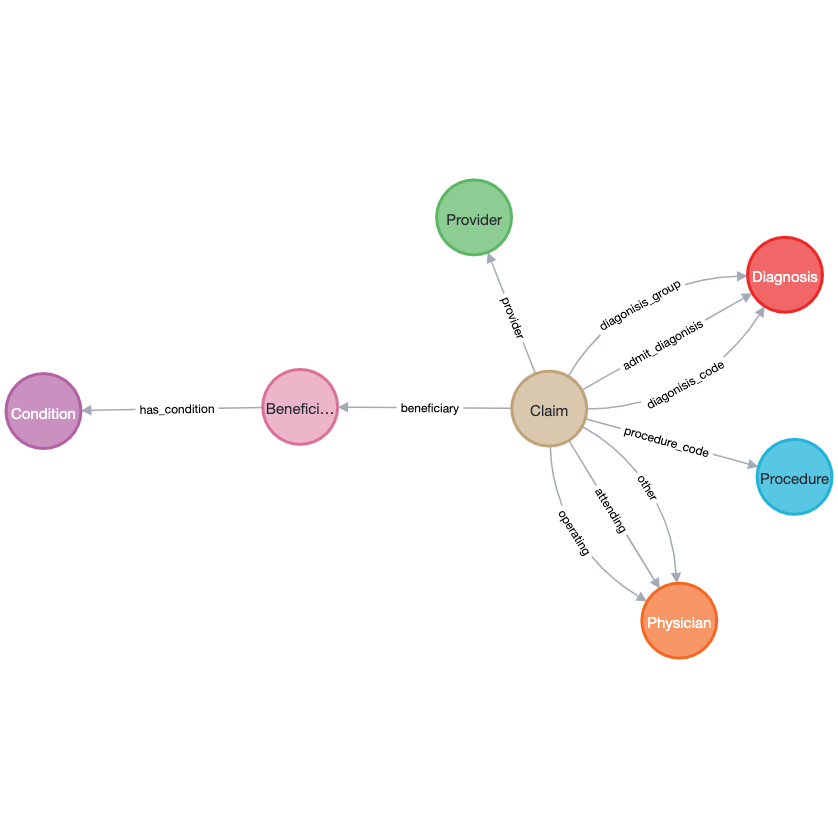 Provider
Diagnosis
diagonisis_group
provider
admit_diagonisis
diagonisis_code
Condition
has_condition
Benefici...
beneficiary
Claim
procedure_code
Procedure
other
attending
operating
Physician